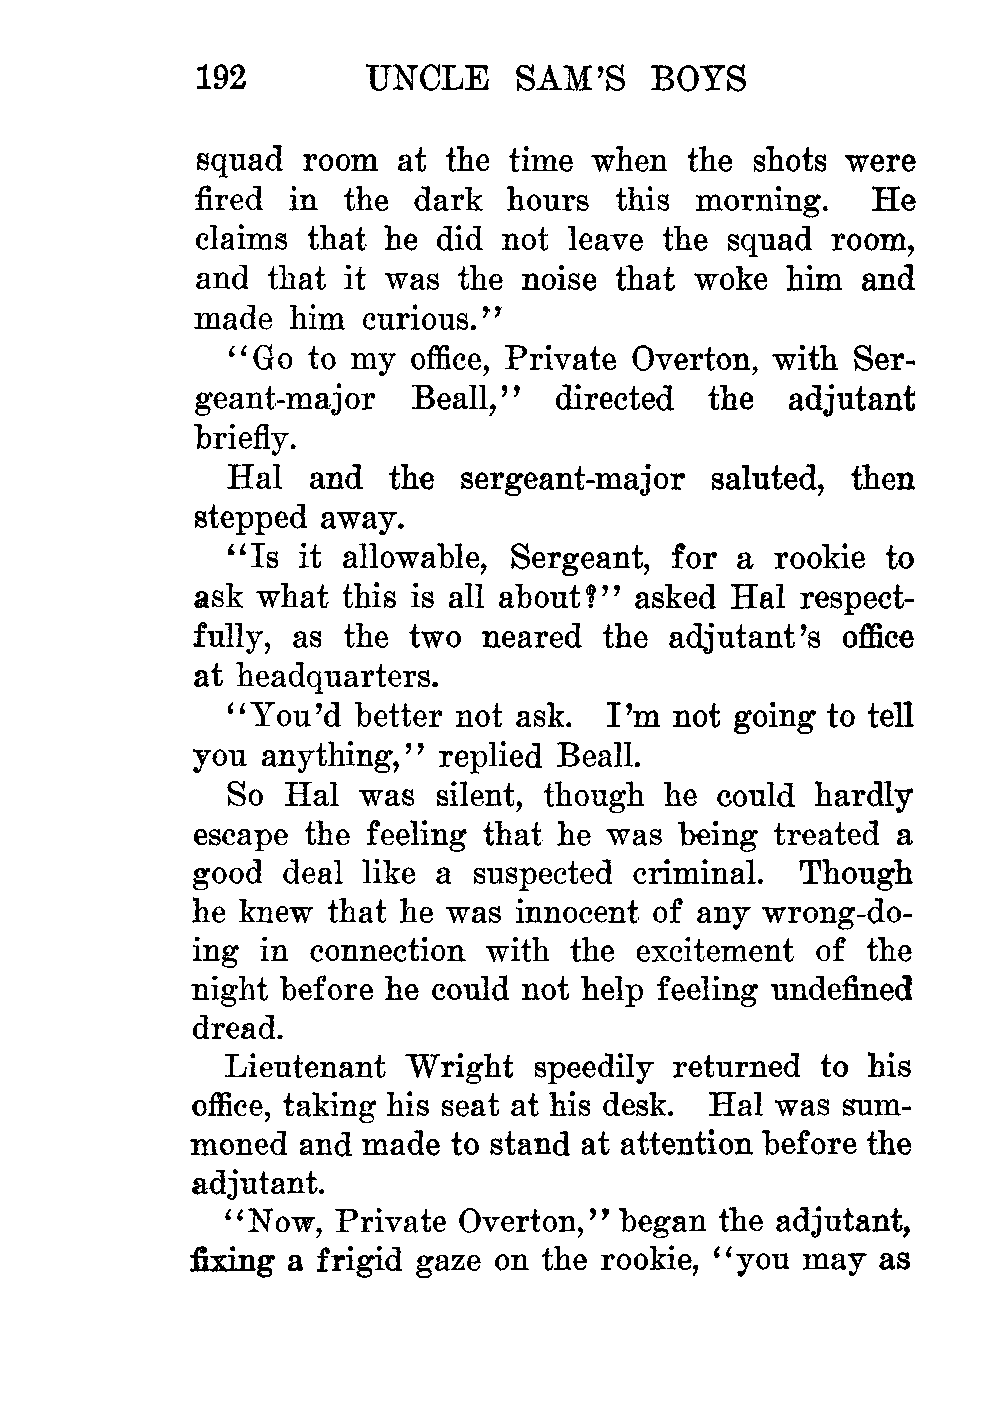 192 UNCLE SAM'S BOYS
squad room at the time when the shots were
fired in the dark hours this morning. He
claims that he did not leave the squad room,
and that it was the noise that woke him and
made him curious."
"Go to my office, Private Overton, with Ser-
geant-major Beall," directed the adjutant
briefly.
Hal and the sergeant-major saluted, then
stepped away.
"Is it allowable, Sergeant, for a rookie to
ask what this is all about?" asked Hal respect-
fully, as the two neared the adjutant's office
at headquarters.
"You'd better not ask. I'm not going to tell
you anything," replied Beall.
So Hal was silent, though he could hardly
escape the feeling that he was being treated a
good deal like a suspected criminal. Though
he knew that he was innocent of any wrong-do-
ing in connection with the excitement of the
night before he could not help feeling undefined
dread.
Lieutenant Wright speedily returned to his
office, taking his seat at his desk. Hal was sum-
moned and made to stand at attention before the
adjutant.
"Now, Private Overton," began the adjutant,
fixing a frigid gaze on the rookie, "you may as